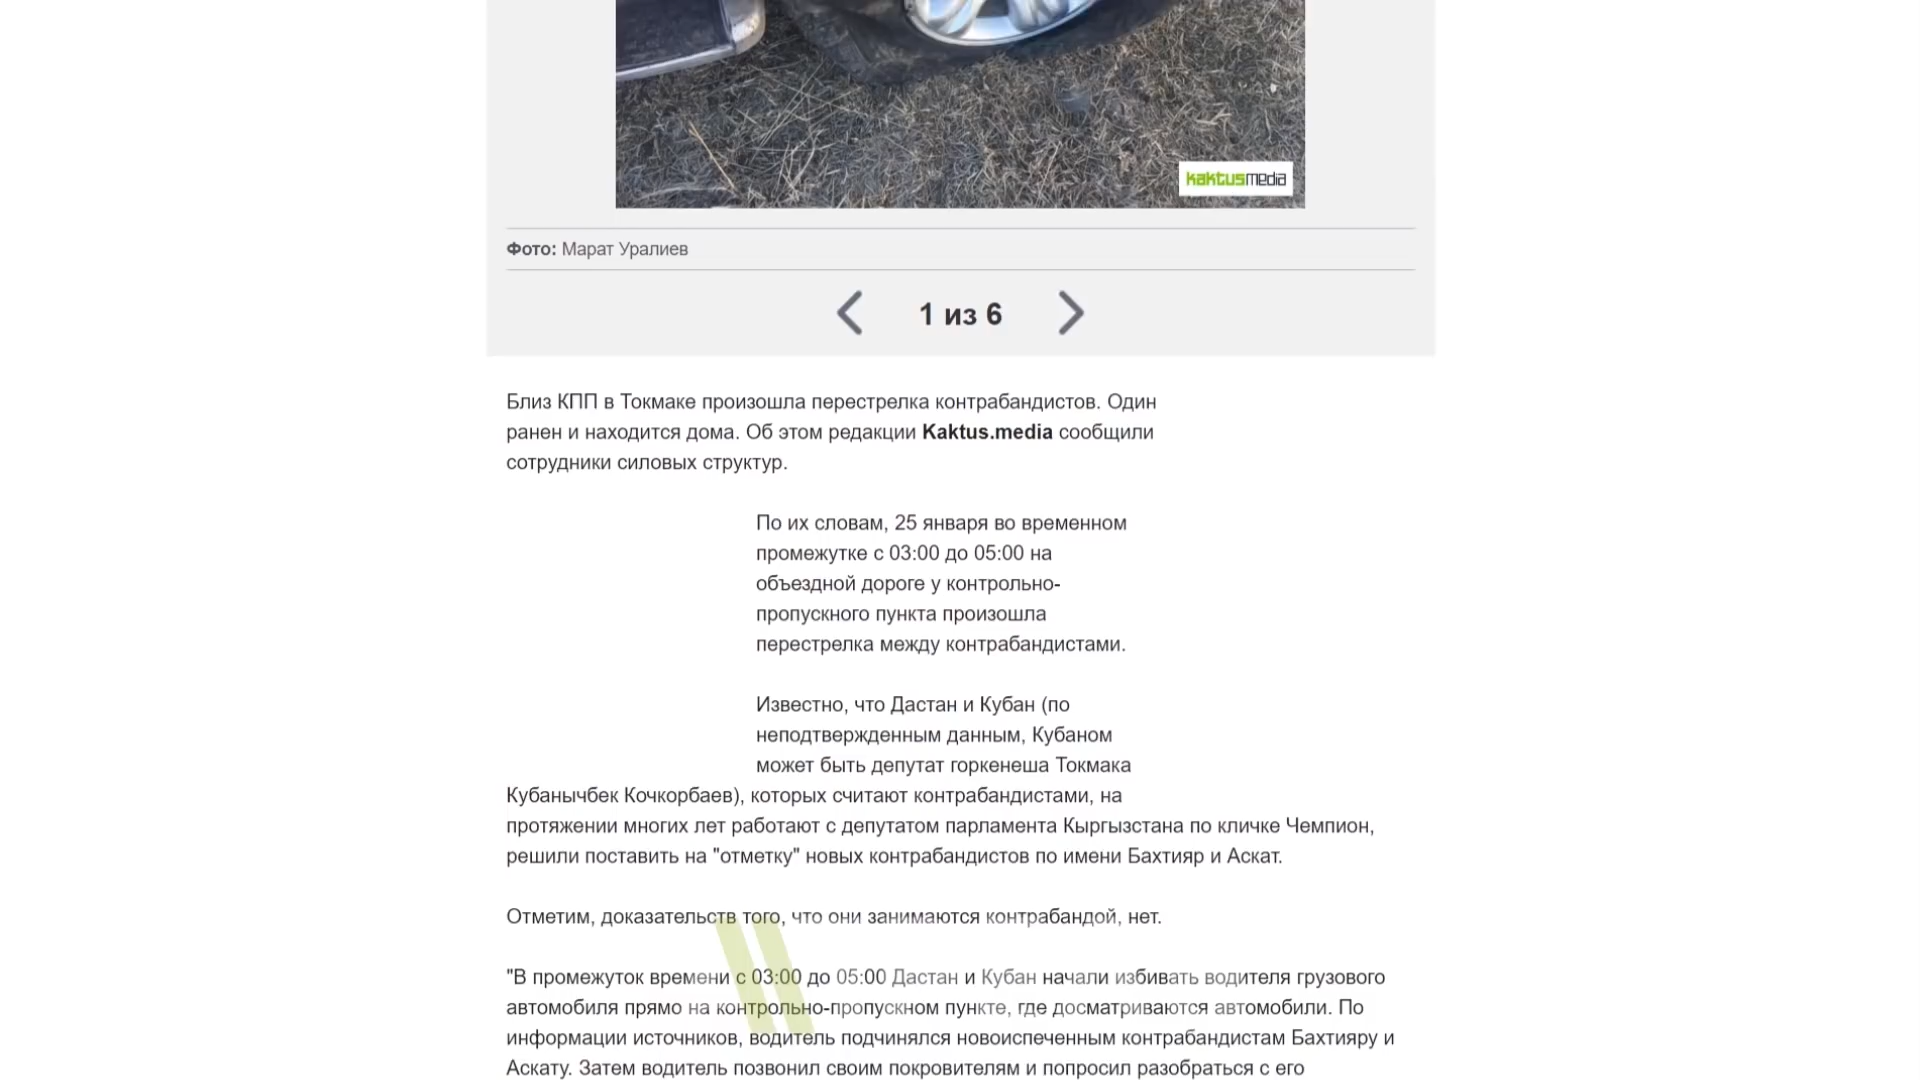 kaktusmedia
Фото: Марат Уралиев
1 из 6
Близ КПП в Токмаке произошла перестрелка контрабандистов. Один
ранен и находится дома. Об этом редакции Kaktus.media сообщили
сотрудники силовых структур.
По их словам, 25 января во временном
промежутке с 03:00 до 05:00 на
объездной дороге у контрольно-
пропускного пункта произошла
перестрелка между контрабандистами.
Известно, что Дастан и Кубан (по
неподтвержденным данным, Кубаном
может быть депутат горкенеша Токмака
Кубанычбек Кочкорбаев), которых считают контрабандистами, на
протяжении многих лет работают с депутатом парламента Кыргызстана по кличке Чемпион,
решили поставить на "отметку" новых контрабандистов по имени Бахтияр и Аскат.
Отметим, доказательств того, что они занимаются контрабандой, нет.
"В промежуток времени с 03:00 до 05:00 Дастан и Кубан начали избивать водителя грузового
автомобиля прямо на контрольно-пропускном пункте, где досматриваются автомобили. По
информации источников, водитель подчинялся новоиспеченным контрабандистам Бахтияру и
Аскату. Затем водитель позвонил своим покровителям и попросил разобраться с его